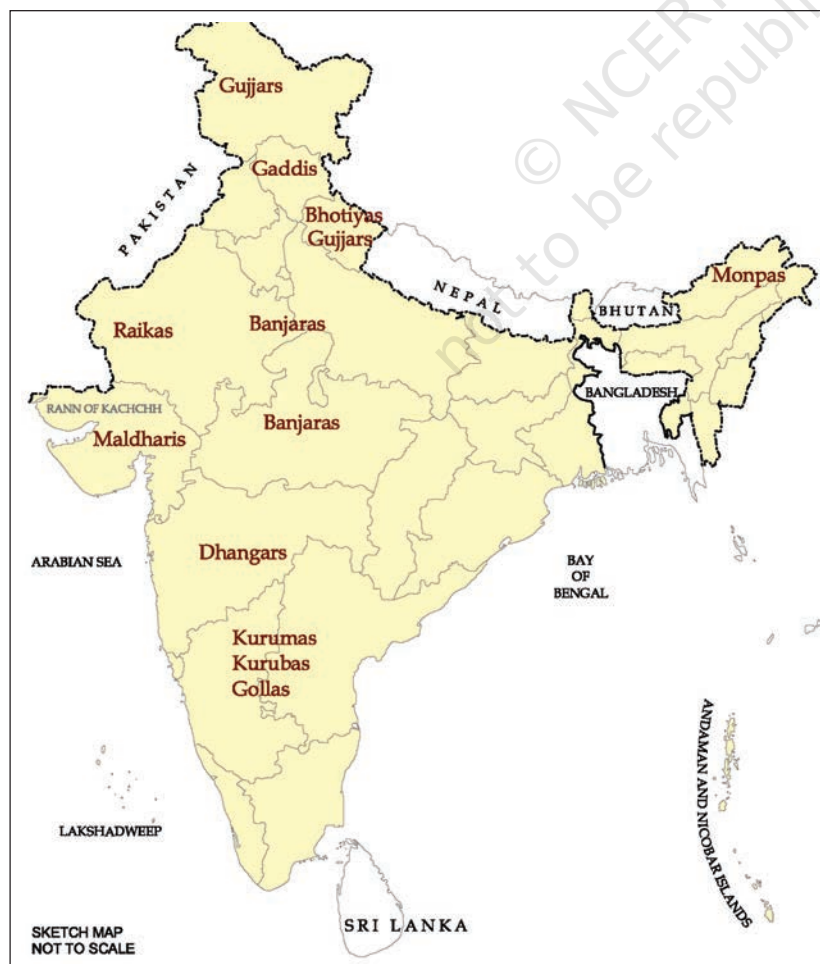 © NCERT
not to be republi
Gujjars
Gaddis
PAKISTAN
Bhotiyas
Gujjars
NEPAL
BHUTAN
Monpas
Raikas
Banjaras
BANGLADESH
RANN OF KACHCHH
Maldharis
Banjaras
ARABIAN SEA
Dhangars
BAY
OF
BENGAL
Kurumas
Kurubas
Gollas
ANDAMAN AND NICOBAR ISLANDS
LAKSHADWEEP
SRI LANKA
SKETCH MAP
NOT TO SCALE